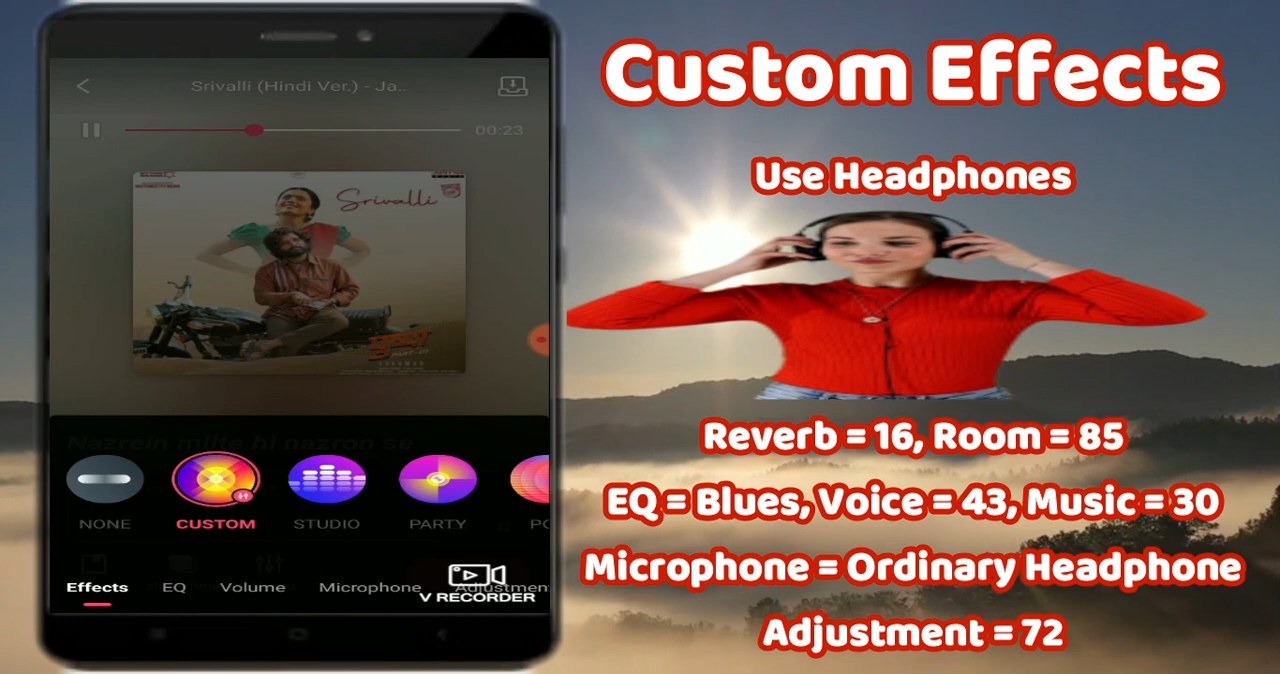 Custom Effects
Use Headphones
Reverb = 16, Room = 85
EQ = Blues, Voice = 43, Music = 30
Microphone = Ordinary Headphone
Adjustment = 72
Srivalli (Hindi Ver.) - Ja..
00:23
Srivalli
Nazrein milte hi nazron se
NONE
CUSTOM
STUDIO
PARTY
Effects
EQ
Volume
Microphone
V RECORDER